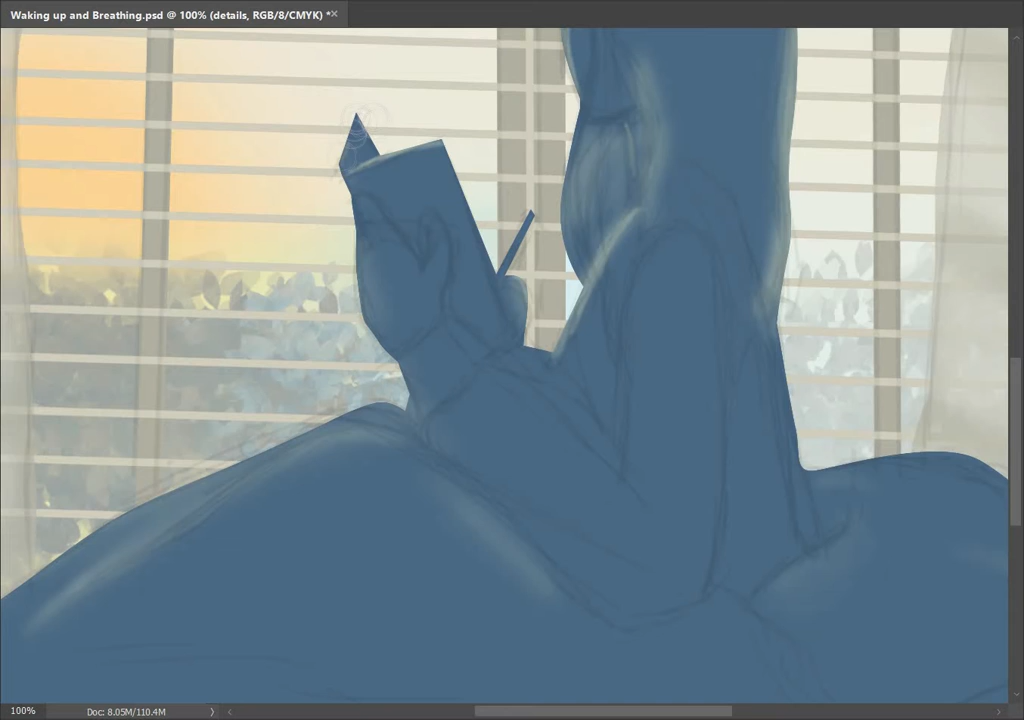 Waking up and Breathing.psd @ 100% (details, RGB/8/CMYK) *
100% Doc: 8.05M/110.4M